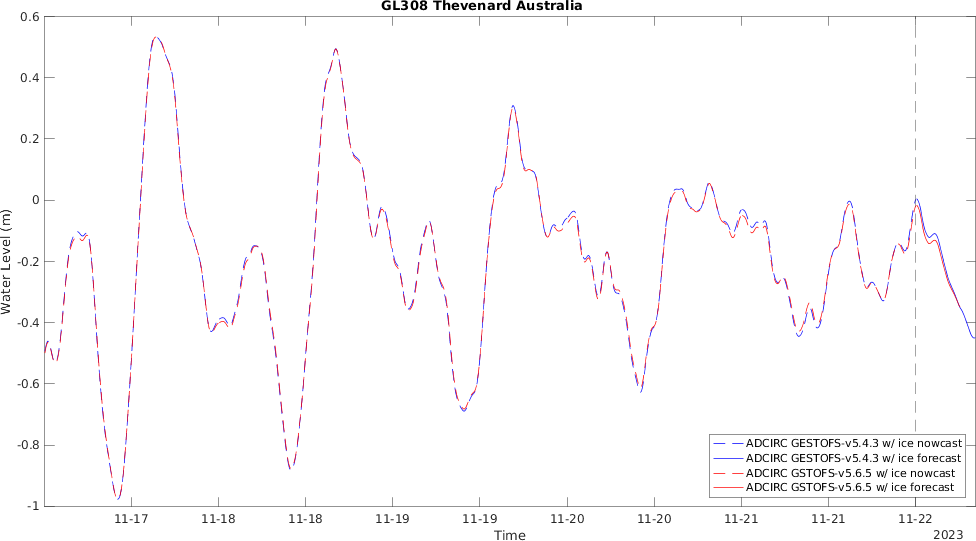 GL308 Thevenard Australia
0.6
0.4
0.2
0
-0.2
-0.4
-0.6
-0.8
-1
Water Level (m)
ADCIRC GESTOFS-v5.4.3 w/ ice nowcast
ADCIRC GESTOFS-v5.4.3 w/ ice forecast
ADCIRC GSTOFS-v5.6.5 w/ ice nowcast
ADCIRC GSTOFS-v5.6.5 w/ ice forecast
11-17 11-18 11-18 11-19 11-19 11-20 11-20 11-21 11-21 11-22
Time
2023